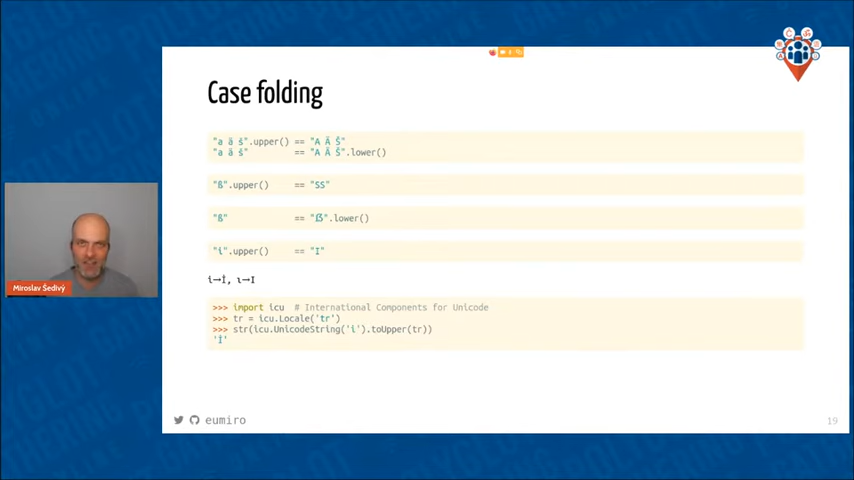 Case folding
"a ä š".upper() == "A Ä Š"
"a ä š" == "A Ä Š".lower()
"ß".upper() == "SS"
"ß" == "ẞ".lower()
"i".upper() == "I"
i→İ, ı→I
>>> import icu # International Components for Unicode
>>> tr = icu.Locale('tr')
>>> str(icu.UnicodeString('i').toUpper(tr))
'İ'
Miroslav Šedivý
eumiro
19